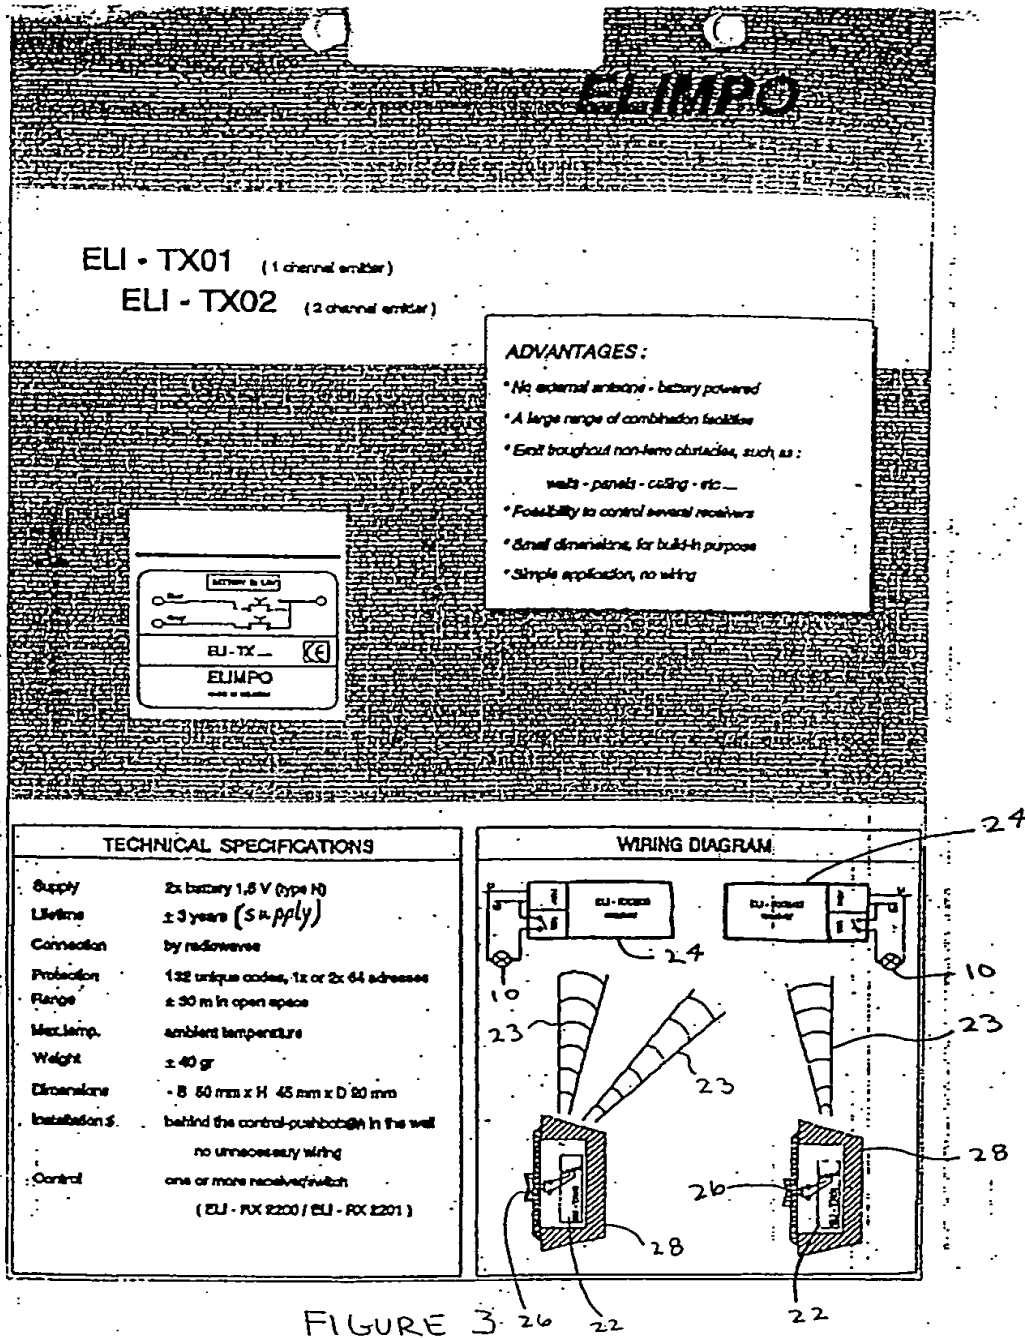 ELIMPO
ELI - TX01 (1 channel emitter)
ELI - TX02 (2 channel emitter)
ADVANTAGES :
* No external antenne - battery powered
* A large range of combination facilities
* Emit troughout non-ferro obstacles, such as :
walls - panels - ceiling - etc ...
* Possibility to control several receivers
* Small dimensions, for build-in purpose
* Simple application, no wiring
ELI - TX
CE
ELIMPO
TECHNICAL SPECIFICATIONS
Supply 2x battery 1,5 V (type N)
Lifetime ± 3 years (supply)
Connection by radiowaves
Protection 132 unique codes, 1x or 2x 64 adresses
Range ± 30 m in open space
Max.temp. ambient temperature
Weight ± 40 gr
Dimensions - B 50 mm x H 45 mm x D 20 mm
Installation behind the control-pushbutton in the wall
no unnecessary wiring
Control one or more receiver/switch
( ELI - RX 2200 / ELI - RX 2201 )
WIRING DIAGRAM
24
24
10
10
23
23
23
26
28
28
26
22
22
FIGURE 3